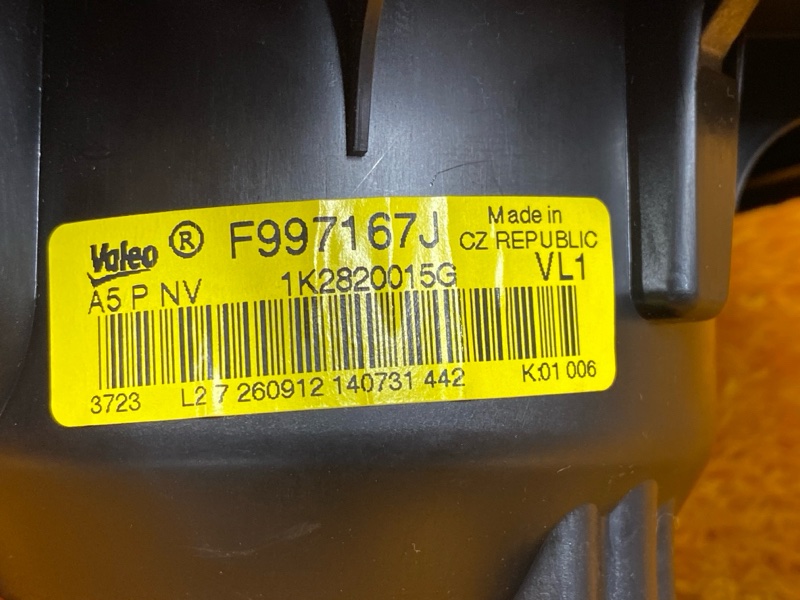 Valeo ® F997167J Made in
CZ REPUBLIC
A5 P NV 1K2820015G VL1
3723 L2 7 260912 140731 442 K:01 006